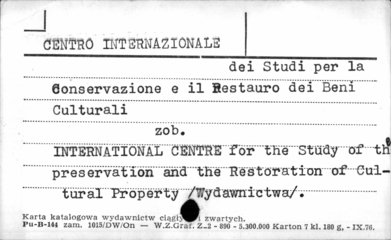 CENTRO INTERNAZIONALE
dei Studi per la
Conservazione e il Restauro dei Beni
Culturali
zob.
INTERNATIONAL CENTRE for the Study of the
preservation and the Restoration of Cul-
tural Property /Wydawnictwa/.
Karta katalogowa wydawnictw ciągły i zwartych.
Pu-B-144 zam. 1015/DW/On — W.Z.Graf. Z..2 - 890 - 5.300.000 Karton 7 kl. 180 g, - IX.76.